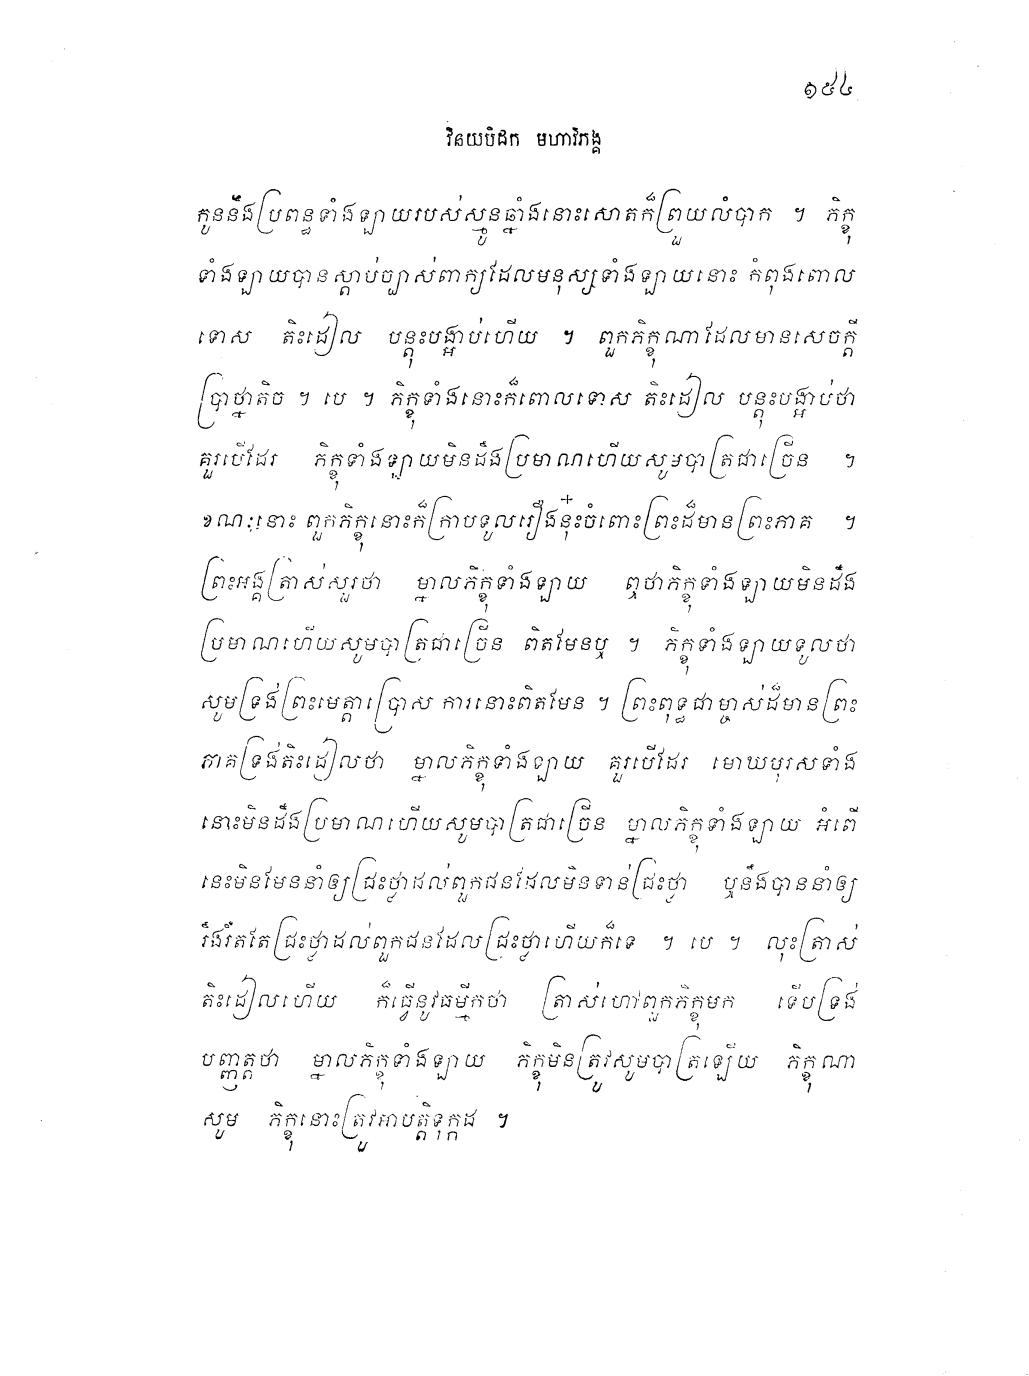 ១៩៤
វិនយបិដក មហាវិភង្គ
កូននឹងប្រពន្ធទាំងឡាយរបស់ស្មូនឆ្នាំងនោះសោតក៏ព្រួយលំបាក ។ ភិក្ខុ
ទាំងឡាយបានស្តាប់ច្បាស់ពាក្យដែលមនុស្សទាំងឡាយនោះ កំពុងពោល
ទោស តិះដៀល បន្តុះបង្អាប់ហើយ ។ ពួកភិក្ខុណាដែលមានសេចក្តី
ប្រាថ្នាតិច ។ បេ ។ ភិក្ខុទាំងនោះក៏ពោលទោស តិះដៀល បន្តុះបង្អាប់ថា
គួរបើដែរ ភិក្ខុទាំងឡាយមិនដឹងប្រមាណហើយសូមបាត្រជាច្រើន ។
ខណៈនោះ ពួកភិក្ខុនោះក៏ក្រាបទូលរឿងនុ៎ះចំពោះព្រះដ៏មានព្រះភាគ ។
ព្រះអង្គត្រាស់សួរថា ម្នាលភិក្ខុទាំងឡាយ ឮថាភិក្ខុទាំងឡាយមិនដឹង
ប្រមាណហើយសូមបាត្រជាច្រើន ពិតមែនឬ ។ ភិក្ខុទាំងឡាយទូលថា
សូមទ្រង់ព្រះមេត្តាប្រោស ការនោះពិតមែន ។ ព្រះពុទ្ធជាម្ចាស់ដ៏មានព្រះ
ភាគទ្រង់តិះដៀលថា ម្នាលភិក្ខុទាំងឡាយ គួរបើដែរ មោឃបុរសទាំង
នោះមិនដឹងប្រមាណហើយសូមបាត្រជាច្រើន ម្នាលភិក្ខុទាំងឡាយ អំពើ
នេះមិនមែននាំឲ្យជ្រះថ្លាដល់ពួកជនដែលមិនទាន់ជ្រះថ្លា ឬនឹងបាននាំឲ្យ
រឹងរឹតតែជ្រះថ្លាដល់ពួកជនដែលជ្រះថ្លាហើយក៏ទេ ។ បេ ។ លុះត្រាស់
តិះដៀលហើយ ក៏ធ្វើនូវធម្មីកថា ត្រាស់ហៅពួកភិក្ខុមក ទើបទ្រង់
បញ្ញត្តថា ម្នាលភិក្ខុទាំងឡាយ ភិក្ខុមិនត្រូវសូមបាត្រឡើយ ភិក្ខុណា
សូម ភិក្ខុនោះត្រូវអាបត្តិទុក្កដ ។